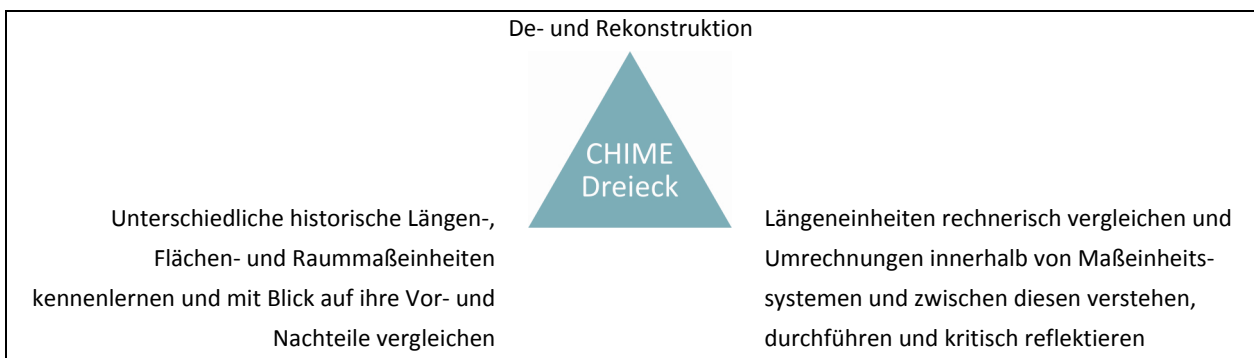 De- und Rekonstruktion
CHIME
Dreieck
Unterschiedliche historische Längen-,
Flächen- und Raummaßeinheiten
kennenlernen und mit Blick auf ihre Vor- und
Nachteile vergleichen
Längeneinheiten rechnerisch vergleichen und
Umrechnungen innerhalb von Maßeinheits-
systemen und zwischen diesen verstehen,
durchführen und kritisch reflektieren